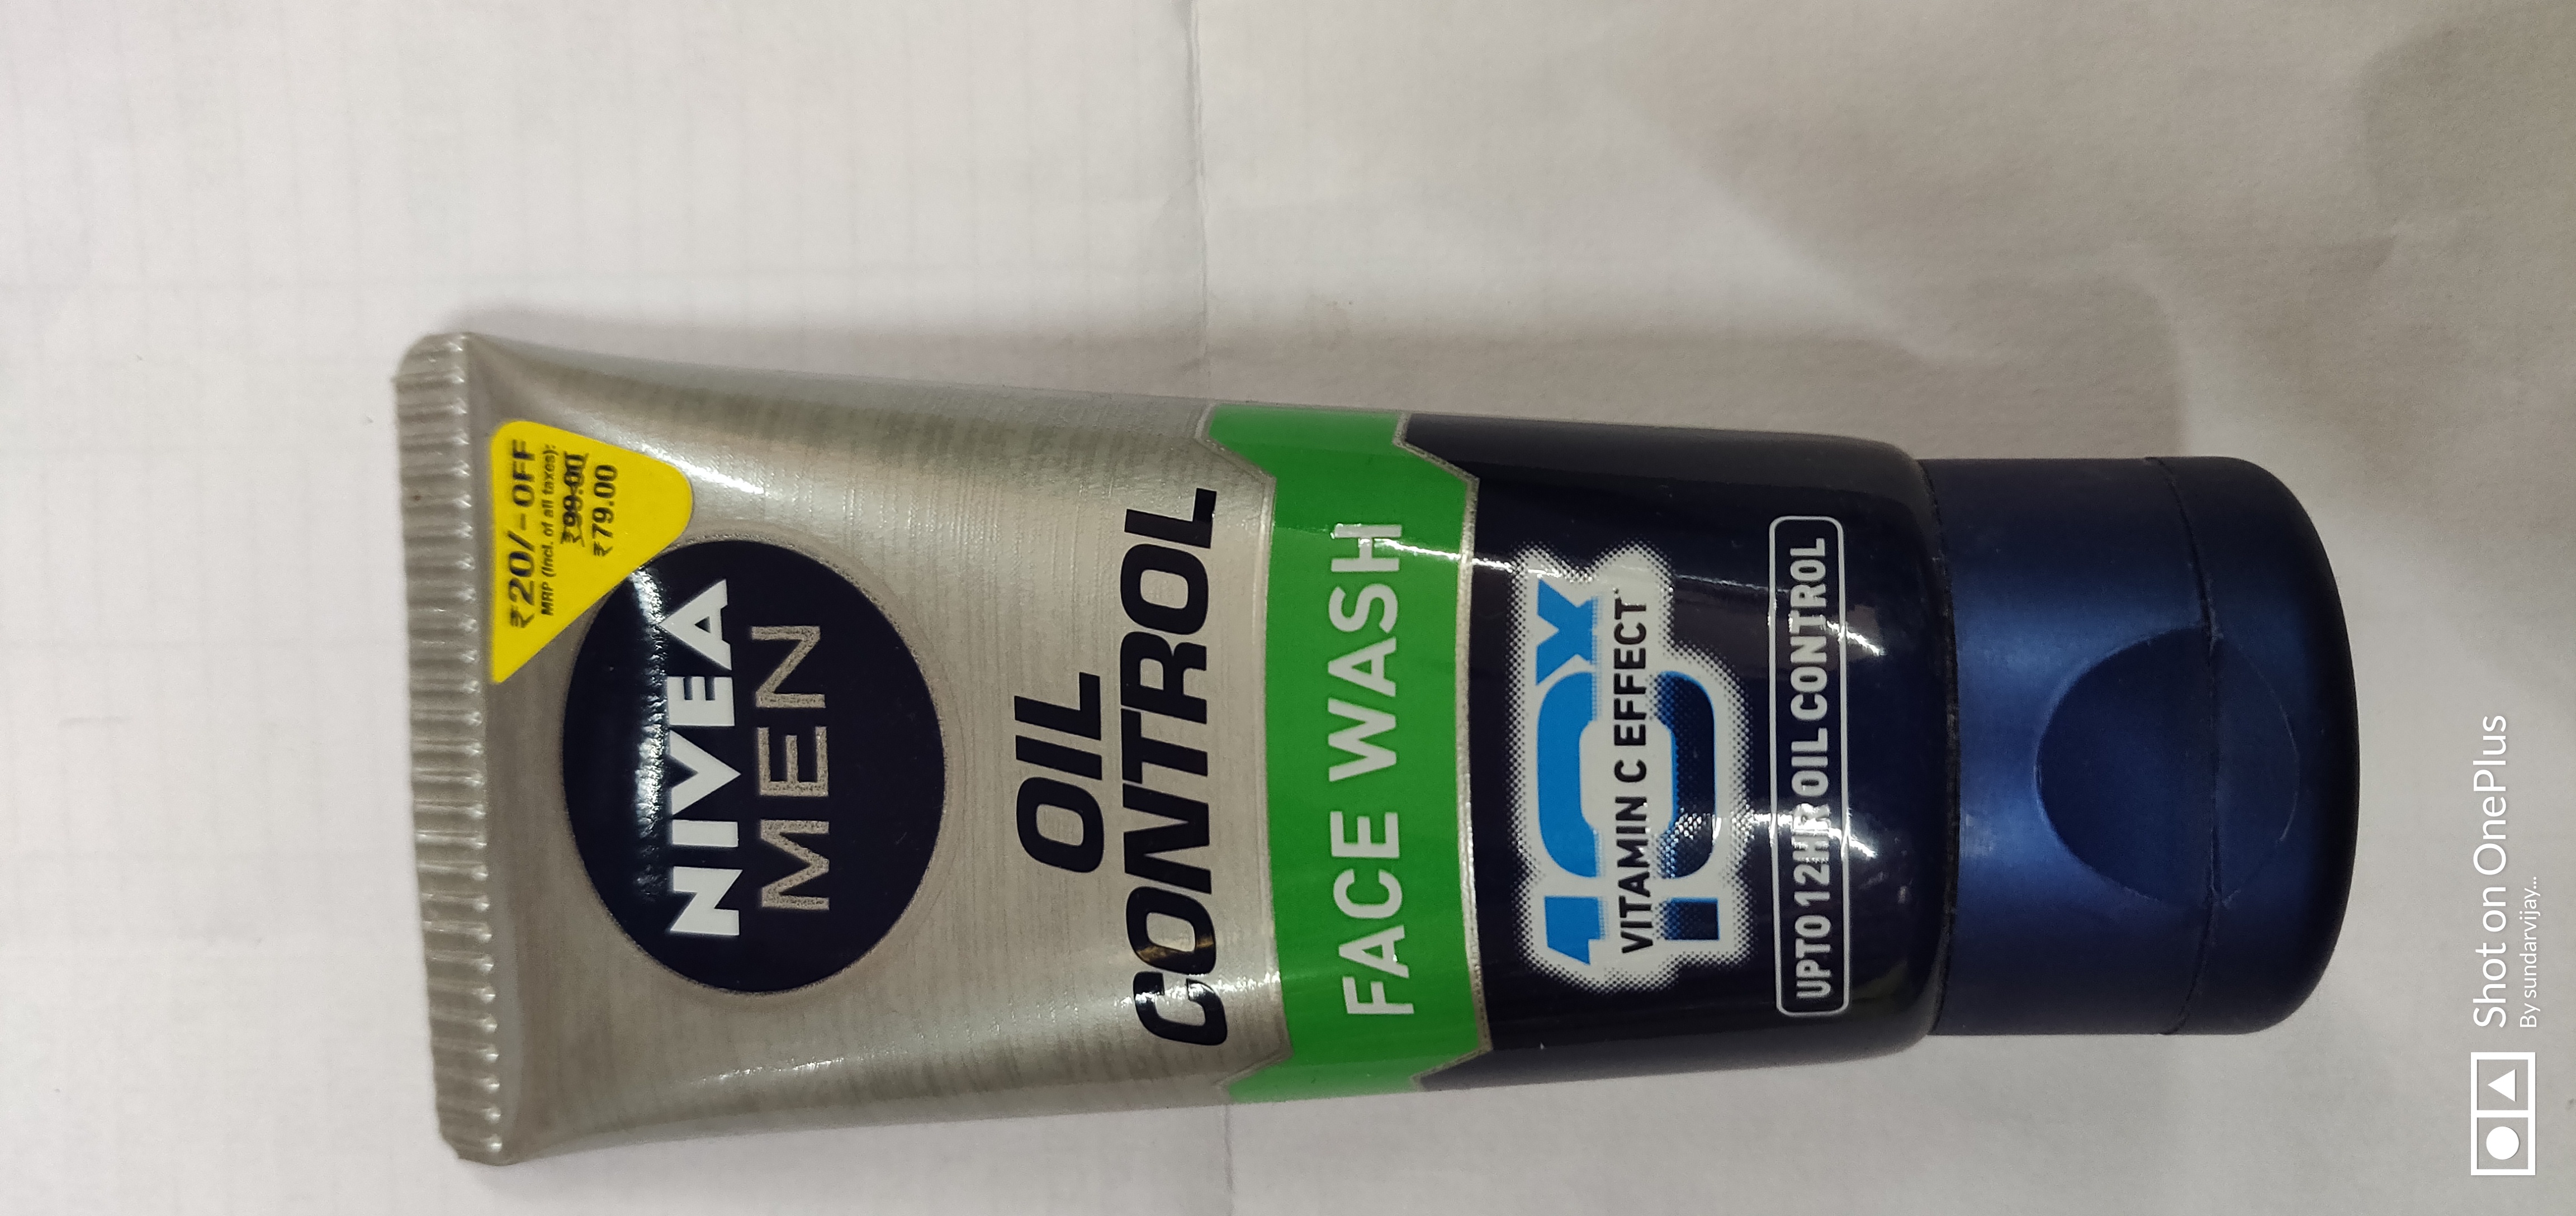 ₹20/- OFF
MRP (Incl. of all taxes):
₹99.00
₹79.00
NIVEA
MEN
OIL
CONTROL
FACE WASH
10X
VITAMIN C EFFECT*
UPTO 12HR OIL CONTROL
Shot on OnePlus
By sundarvijay...